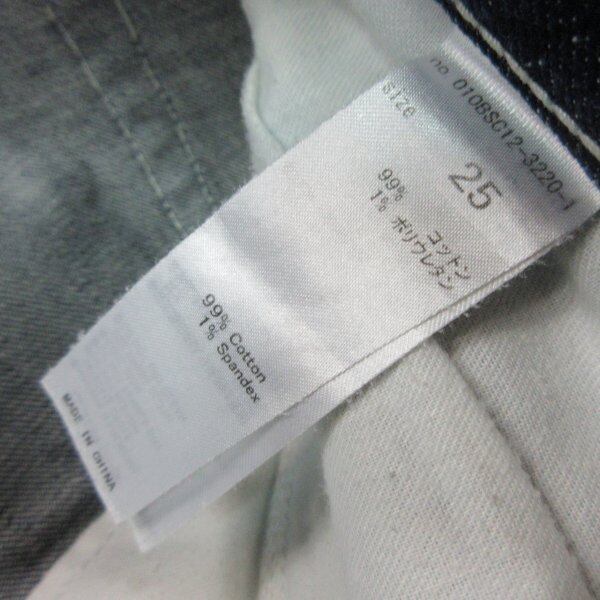 no 010BSC12-3220-1
size 25
99% コットン
1% ポリウレタン
99% Cotton
1% Spandex
MADE IN CHINA